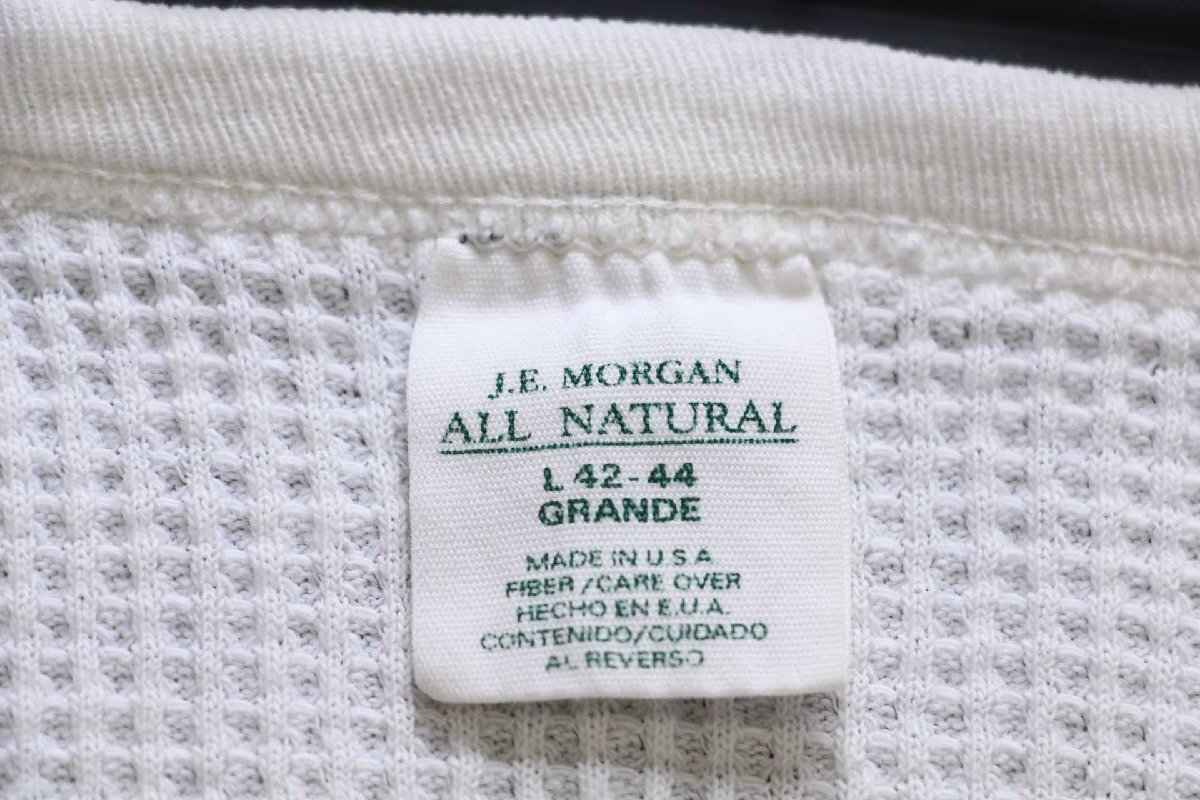 J.E. MORGAN
ALL NATURAL
L 42-44
GRANDE
MADE IN U S A
FIBER/CARE OVER
HECHO EN E.U.A.
CONTENIDO/CUIDADO
AL REVERSO